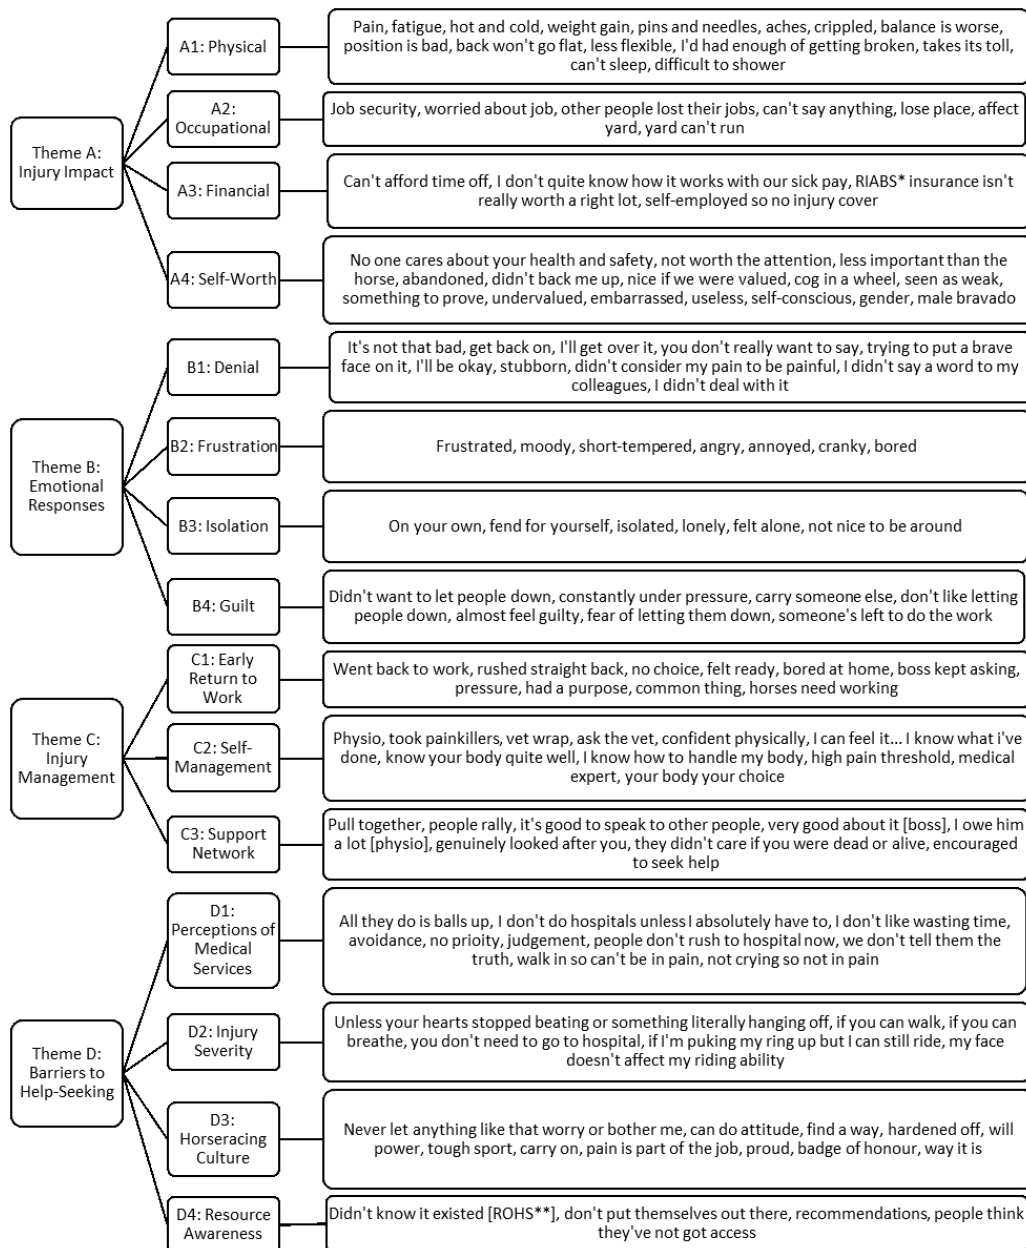 Theme A:
Injury Impact
A1: Physical
Pain, fatigue, hot and cold, weight gain, pins and needles, aches, crippled, balance is worse,
position is bad, back won't go flat, less flexible, I'd had enough of getting broken, takes its toll,
can't sleep, difficult to shower
A2:
Occupational
Job security, worried about job, other people lost their jobs, can't say anything, lose place, affect
yard, yard can't run
A3: Financial
Can't afford time off, I don't quite know how it works with our sick pay, RIABS* insurance isn't
really worth a right lot, self-employed so no injury cover
A4: Self-Worth
No one cares about your health and safety, not worth the attention, less important than the
horse, abandoned, didn't back me up, nice if we were valued, cog in a wheel, seen as weak,
something to prove, undervalued, embarrassed, useless, self-conscious, gender, male bravado
Theme B:
Emotional
Responses
B1: Denial
It's not that bad, get back on, I'll get over it, you don't really want to say, trying to put a brave
face on it, I'll be okay, stubborn, didn't consider my pain to be painful, I didn't say a word to my
colleagues, I didn't deal with it
B2: Frustration
Frustrated, moody, short-tempered, angry, annoyed, cranky, bored
B3: Isolation
On your own, fend for yourself, isolated, lonely, felt alone, not nice to be around
B4: Guilt
Didn't want to let people down, constantly under pressure, carry someone else, don't like letting
people down, almost feel guilty, fear of letting them down, someone's left to do the work
Theme C:
Injury
Management
C1: Early
Return to
Work
Went back to work, rushed straight back, no choice, felt ready, bored at home, boss kept asking,
pressure, had a purpose, common thing, horses need working
C2: Self-
Management
Physio, took painkillers, vet wrap, ask the vet, confident physically, I can feel it... I know what i've
done, know your body quite well, I know how to handle my body, high pain threshold, medical
expert, your body your choice
C3: Support
Network
Pull together, people rally, it's good to speak to other people, very good about it [boss], I owe him
a lot [physio], genuinely looked after you, they didn't care if you were dead or alive, encouraged
to seek help
Theme D:
Barriers to
Help-Seeking
D1:
Perceptions of
Medical
Services
All they do is balls up, I don't do hospitals unless I absolutely have to, I don't like wasting time,
avoidance, no prioity, judgement, people don't rush to hospital now, we don't tell them the
truth, walk in so can't be in pain, not crying so not in pain
D2: Injury
Severity
Unless your hearts stopped beating or something literally hanging off, if you can walk, if you can
breathe, you don't need to go to hospital, if I'm puking my ring up but I can still ride, my face
doesn't affect my riding ability
D3:
Horseracing
Culture
Never let anything like that worry or bother me, can do attitude, find a way, hardened off, will
power, tough sport, carry on, pain is part of the job, proud, badge of honour, way it is
D4: Resource
Awareness
Didn't know it existed [ROHS**], don't put themselves out there, recommendations, people think
they've not got access